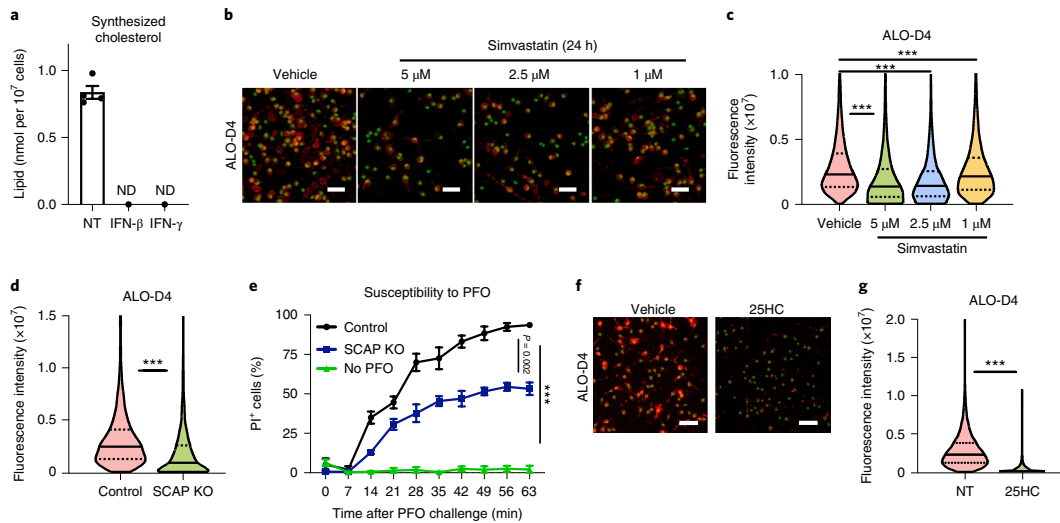 a
Synthesized
cholesterol
Lipid (nmol per 10⁷ cells)
1.0
0.5
0
ND
ND
NT
IFN-β
IFN-γ
b
Simvastatin (24 h)
Vehicle
5 μM
2.5 μM
1 μM
ALO-D4
c
ALO-D4
***
***
***
Fluorescence
intensity (×10⁷)
1.0
0.5
0
Vehicle
5 μM
2.5 μM
1 μM
Simvastatin
d
ALO-D4
***
Fluorescence intensity (×10⁷)
1.5
1.0
0.5
0
Control
SCAP KO
e
Susceptibility to PFO
Control
SCAP KO
No PFO
P = 0.002
***
PI⁺ cells (%)
100
75
50
25
0
0
7
14
21
28
35
42
49
56
63
Time after PFO challenge (min)
f
Vehicle
25HC
ALO-D4
g
ALO-D4
***
Fluorescence intensity (×10⁷)
2.0
1.5
1.0
0.5
0
NT
25HC